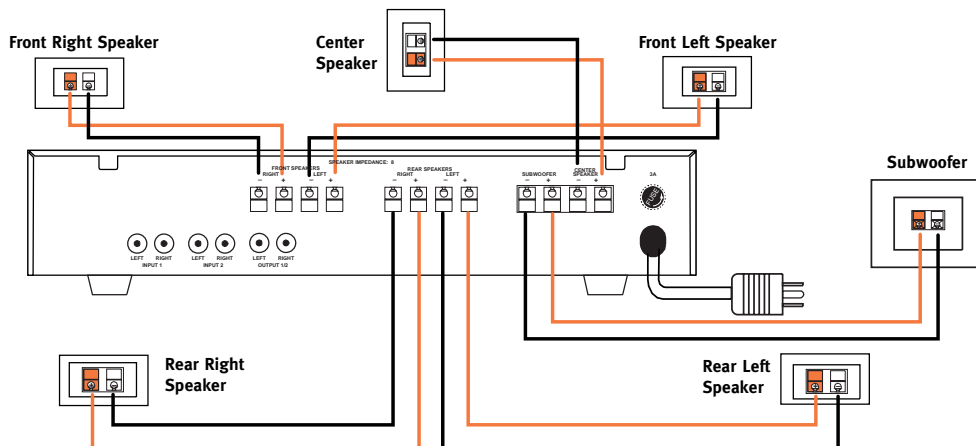 Front Right Speaker
Center
Speaker
Front Left Speaker
Subwoofer
SPEAKER IMPEDANCE: 8
FRONT SPEAKERS
RIGHT
LEFT
− + − +
REAR SPEAKERS
RIGHT
LEFT
− + − +
SUBWOOFER
− +
CENTER
SPEAKER
− +
3A
FUSE
LEFT RIGHT
INPUT 1
LEFT RIGHT
INPUT 2
LEFT RIGHT
OUTPUT 1/2
Rear Right
Speaker
Rear Left
Speaker